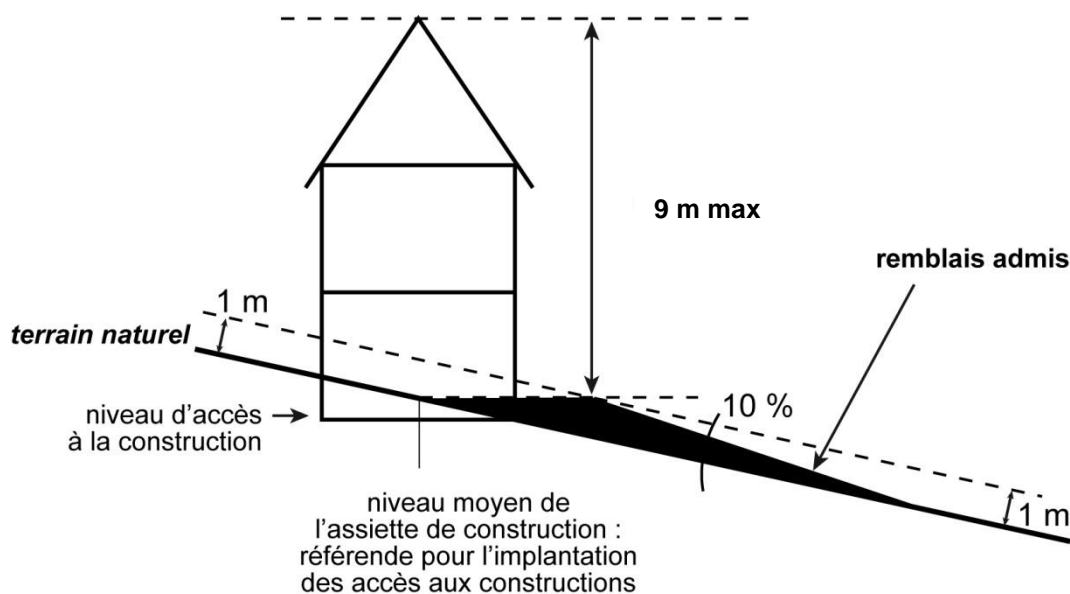 9 m max
remblais admis
1 m
terrain naturel
10 %
niveau d’accès
à la construction
1 m
niveau moyen de
l’assiette de construction :
référende pour l’implantation
des accès aux constructions